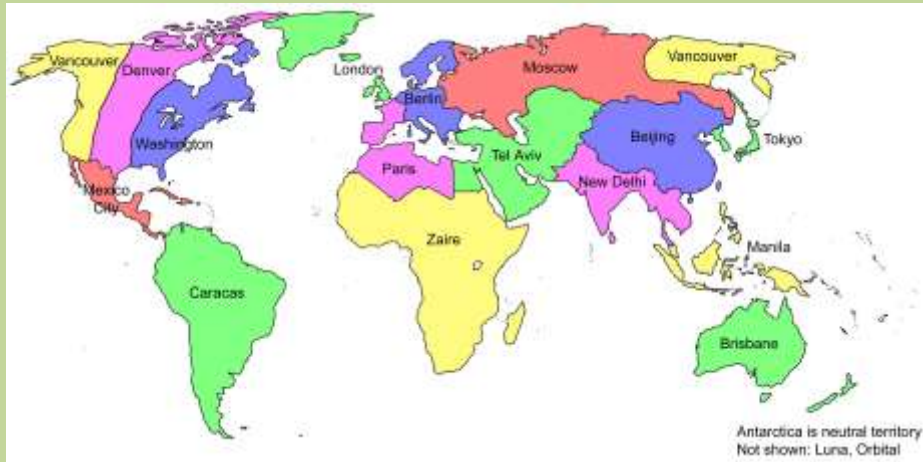 Vancouver
Denver
London
Moscow
Vancouver
Berlin
Washington
Beijing
Tokyo
Tel Aviv
Paris
New Delhi
Mexico
City
Zaire
Manila
Caracas
Brisbane
Antarctica is neutral territory
Not shown: Luna, Orbital